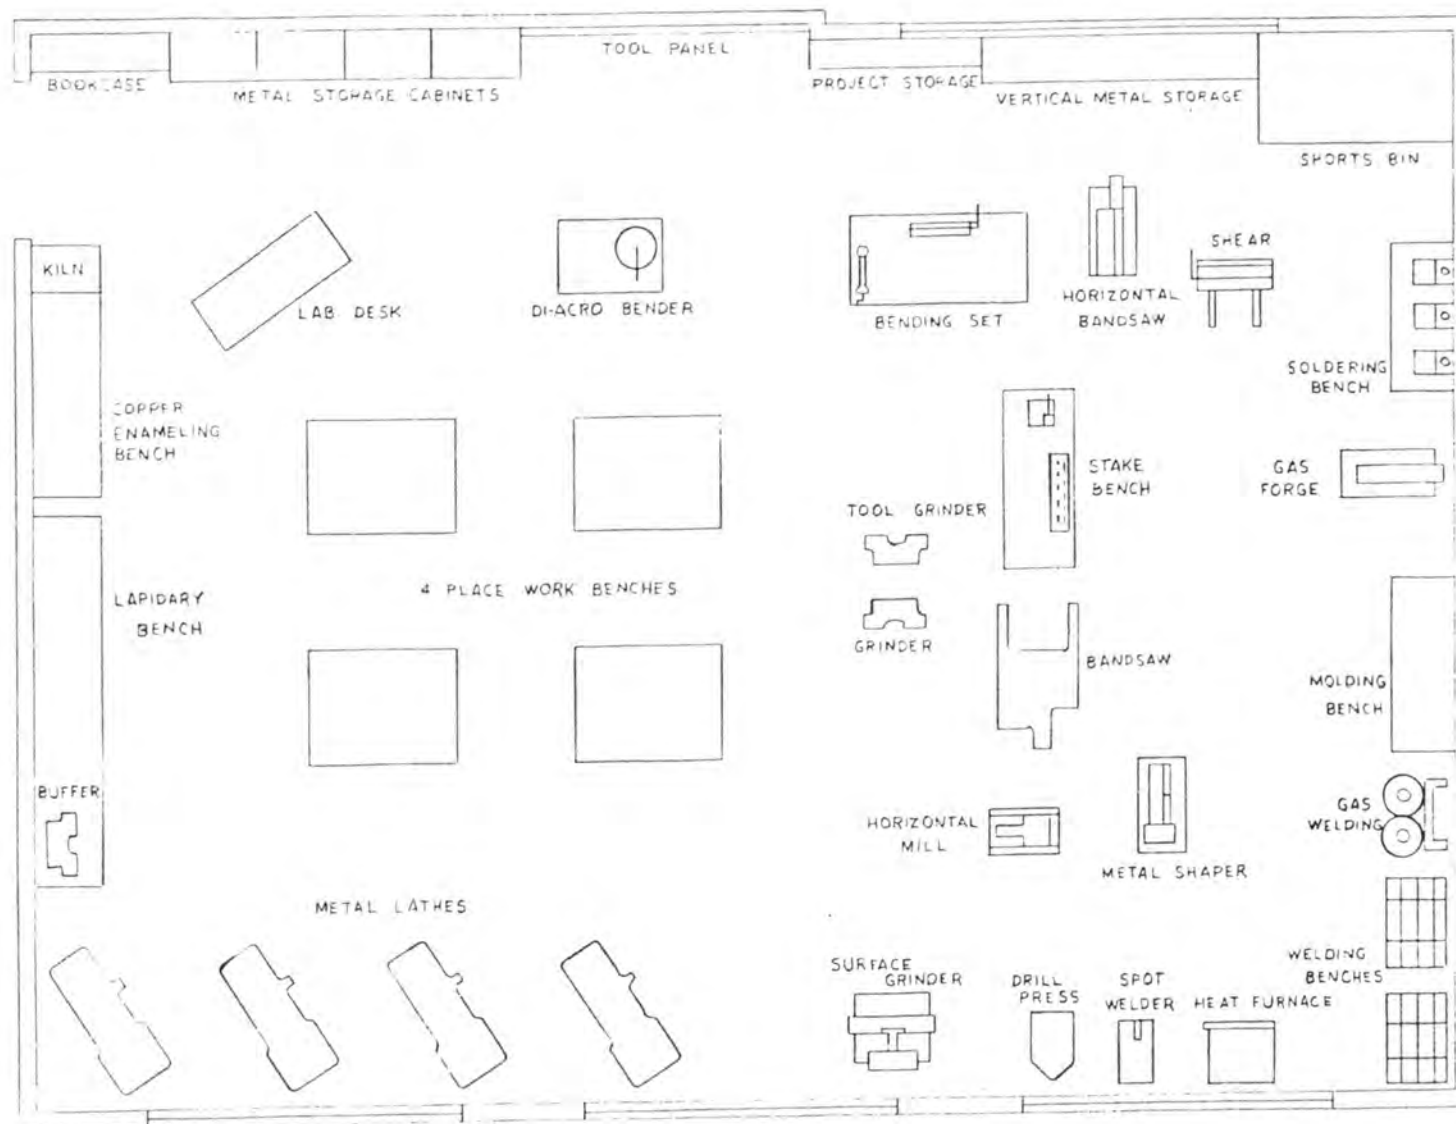 TOOL PANEL
BOOKCASE
METAL STORAGE CABINETS
PROJECT STORAGE
VERTICAL METAL STORAGE
SHORTS BIN
KILN
LAB DESK
DI-ACRO BENDER
BENDING SET
HORIZONTAL
BANDSAW
SHEAR
SOLDERING
BENCH
COPPER
ENAMELING
BENCH
STAKE
BENCH
GAS
FORGE
TOOL GRINDER
4 PLACE WORK BENCHES
LAPIDARY
BENCH
GRINDER
BANDSAW
MOLDING
BENCH
BUFFER
HORIZONTAL
MILL
METAL SHAPER
GAS
WELDING
METAL LATHES
SURFACE
GRINDER
DRILL
PRESS
SPOT
WELDER
HEAT FURNACE
WELDING
BENCHES